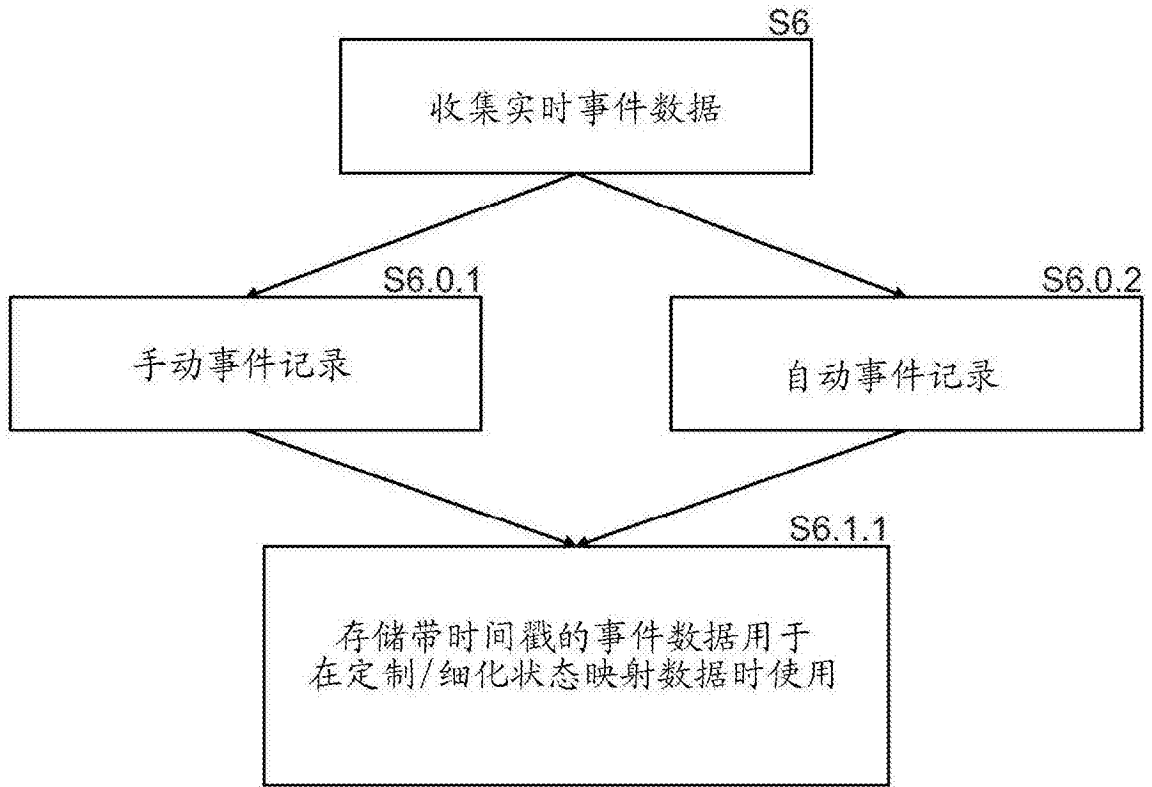 S6
收集实时事件数据
S6.0.1
手动事件记录
S6.0.2
自动事件记录
S6.1.1
存储带时间戳的事件数据用于
在定制/细化状态映射数据时使用